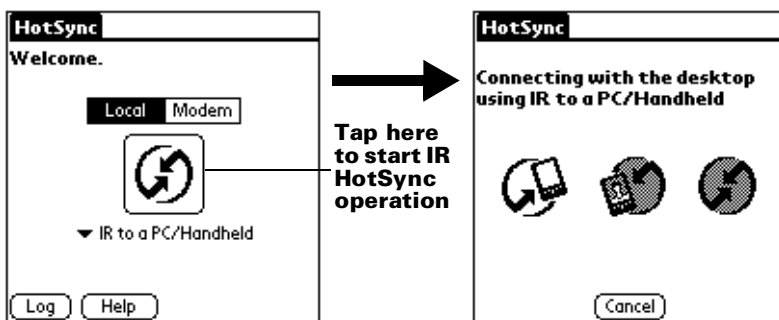 HotSync
Welcome.
Local Modem
IR to a PC/Handheld
Log Help
Tap here
to start IR
HotSync
operation
HotSync
Connecting with the desktop
using IR to a PC/Handheld
Cancel